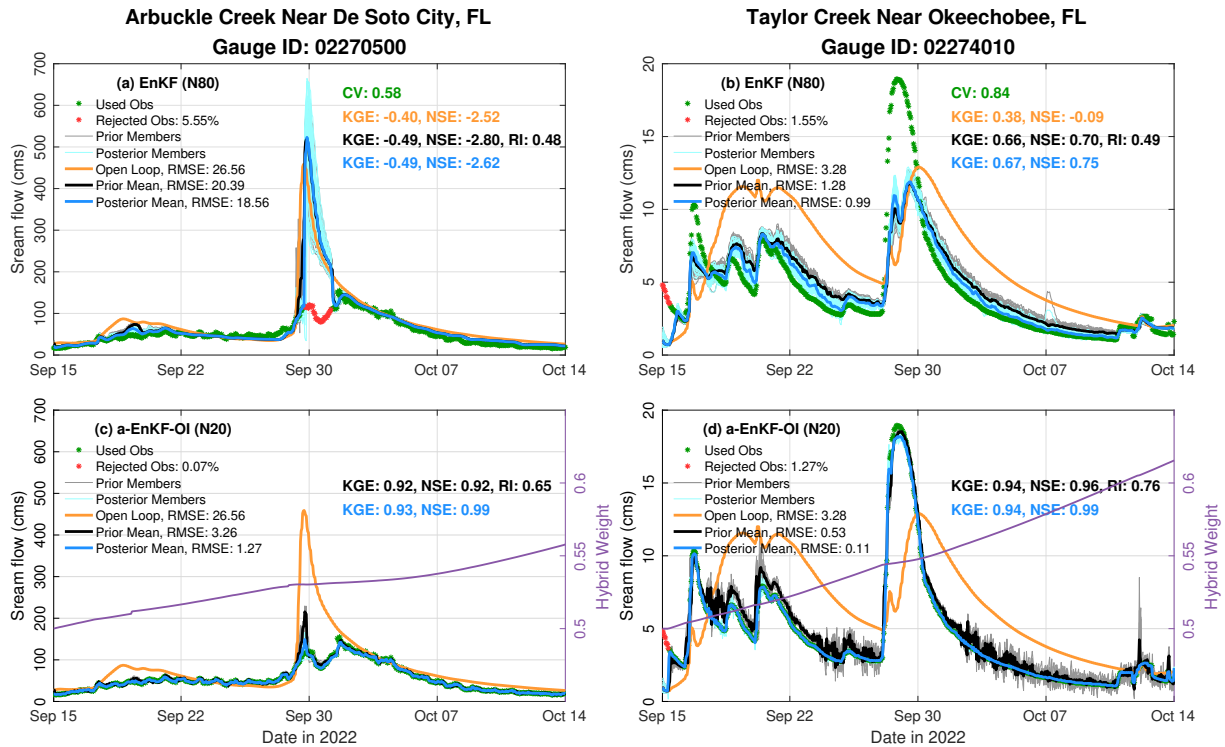 Arbuckle Creek Near De Soto City, FL
Gauge ID: 02270500
Taylor Creek Near Okeechobee, FL
Gauge ID: 02274010
700
600
500
400
300
200
100
0
Sream flow (cms)
(a) EnKF (N80)
Used Obs
Rejected Obs: 5.55%
Prior Members
Posterior Members
Open Loop, RMSE: 26.56
Prior Mean, RMSE: 20.39
Posterior Mean, RMSE: 18.56
CV: 0.58
KGE: -0.40, NSE: -2.52
KGE: -0.49, NSE: -2.80, RI: 0.48
KGE: -0.49, NSE: -2.62
Sep 15
Sep 22
Sep 30
Oct 07
Oct 14
20
15
10
5
0
Sream flow (cms)
(b) EnKF (N80)
Used Obs
Rejected Obs: 1.55%
Prior Members
Posterior Members
Open Loop, RMSE: 3.28
Prior Mean, RMSE: 1.28
Posterior Mean, RMSE: 0.99
CV: 0.84
KGE: 0.38, NSE: -0.09
KGE: 0.66, NSE: 0.70, RI: 0.49
KGE: 0.67, NSE: 0.75
Sep 15
Sep 22
Sep 30
Oct 07
Oct 14
700
600
500
400
300
200
100
0
Sream flow (cms)
(c) a-EnKF-OI (N20)
Used Obs
Rejected Obs: 0.07%
Prior Members
Posterior Members
Open Loop, RMSE: 26.56
Prior Mean, RMSE: 3.26
Posterior Mean, RMSE: 1.27
KGE: 0.92, NSE: 0.92, RI: 0.65
KGE: 0.93, NSE: 0.99
0.6
0.55
0.5
Hybrid Weight
Sep 15
Sep 22
Sep 30
Oct 07
Oct 14
Date in 2022
20
15
10
5
0
Sream flow (cms)
(d) a-EnKF-OI (N20)
Used Obs
Rejected Obs: 1.27%
Prior Members
Posterior Members
Open Loop, RMSE: 3.28
Prior Mean, RMSE: 0.53
Posterior Mean, RMSE: 0.11
KGE: 0.94, NSE: 0.96, RI: 0.76
KGE: 0.94, NSE: 0.99
0.6
0.55
0.5
Hybrid Weight
Sep 15
Sep 22
Sep 30
Oct 07
Oct 14
Date in 2022